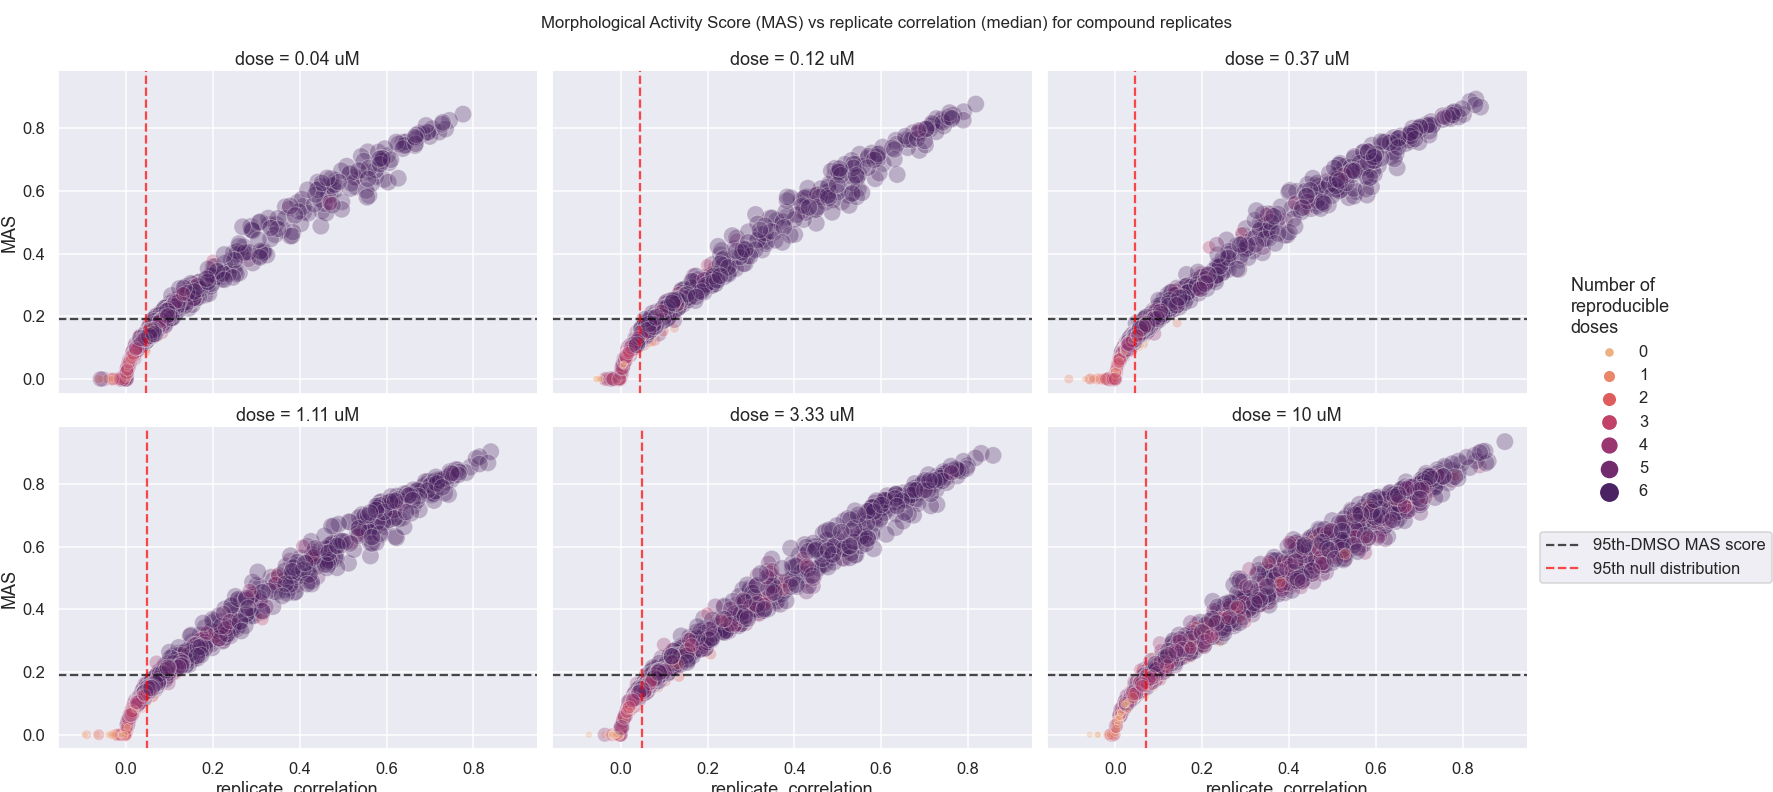 Morphological Activity Score (MAS) vs replicate correlation (median) for compound replicates
dose = 0.04 uM
dose = 0.12 uM
dose = 0.37 uM
MAS
0.8
0.6
0.4
0.2
0.0
dose = 1.11 uM
dose = 3.33 uM
dose = 10 uM
MAS
0.8
0.6
0.4
0.2
0.0
0.0 0.2 0.4 0.6 0.8
0.0 0.2 0.4 0.6 0.8
0.0 0.2 0.4 0.6 0.8
replicate_correlation
replicate_correlation
replicate_correlation
Number of
reproducible
doses
0
1
2
3
4
5
6
95th-DMSO MAS score
95th null distribution